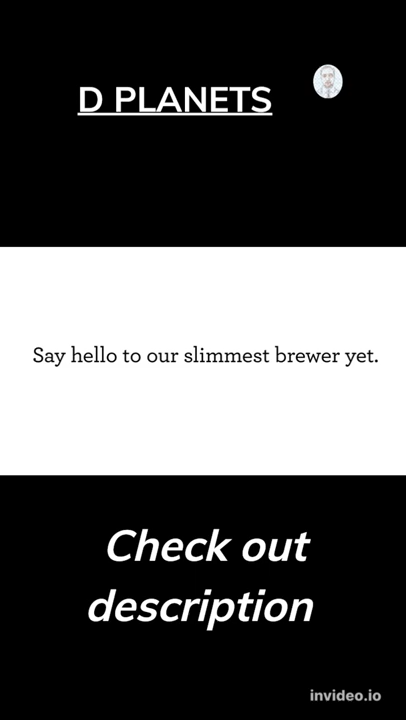 D PLANETS
Say hello to our slimmest brewer yet.
Check out
description
invideo.io